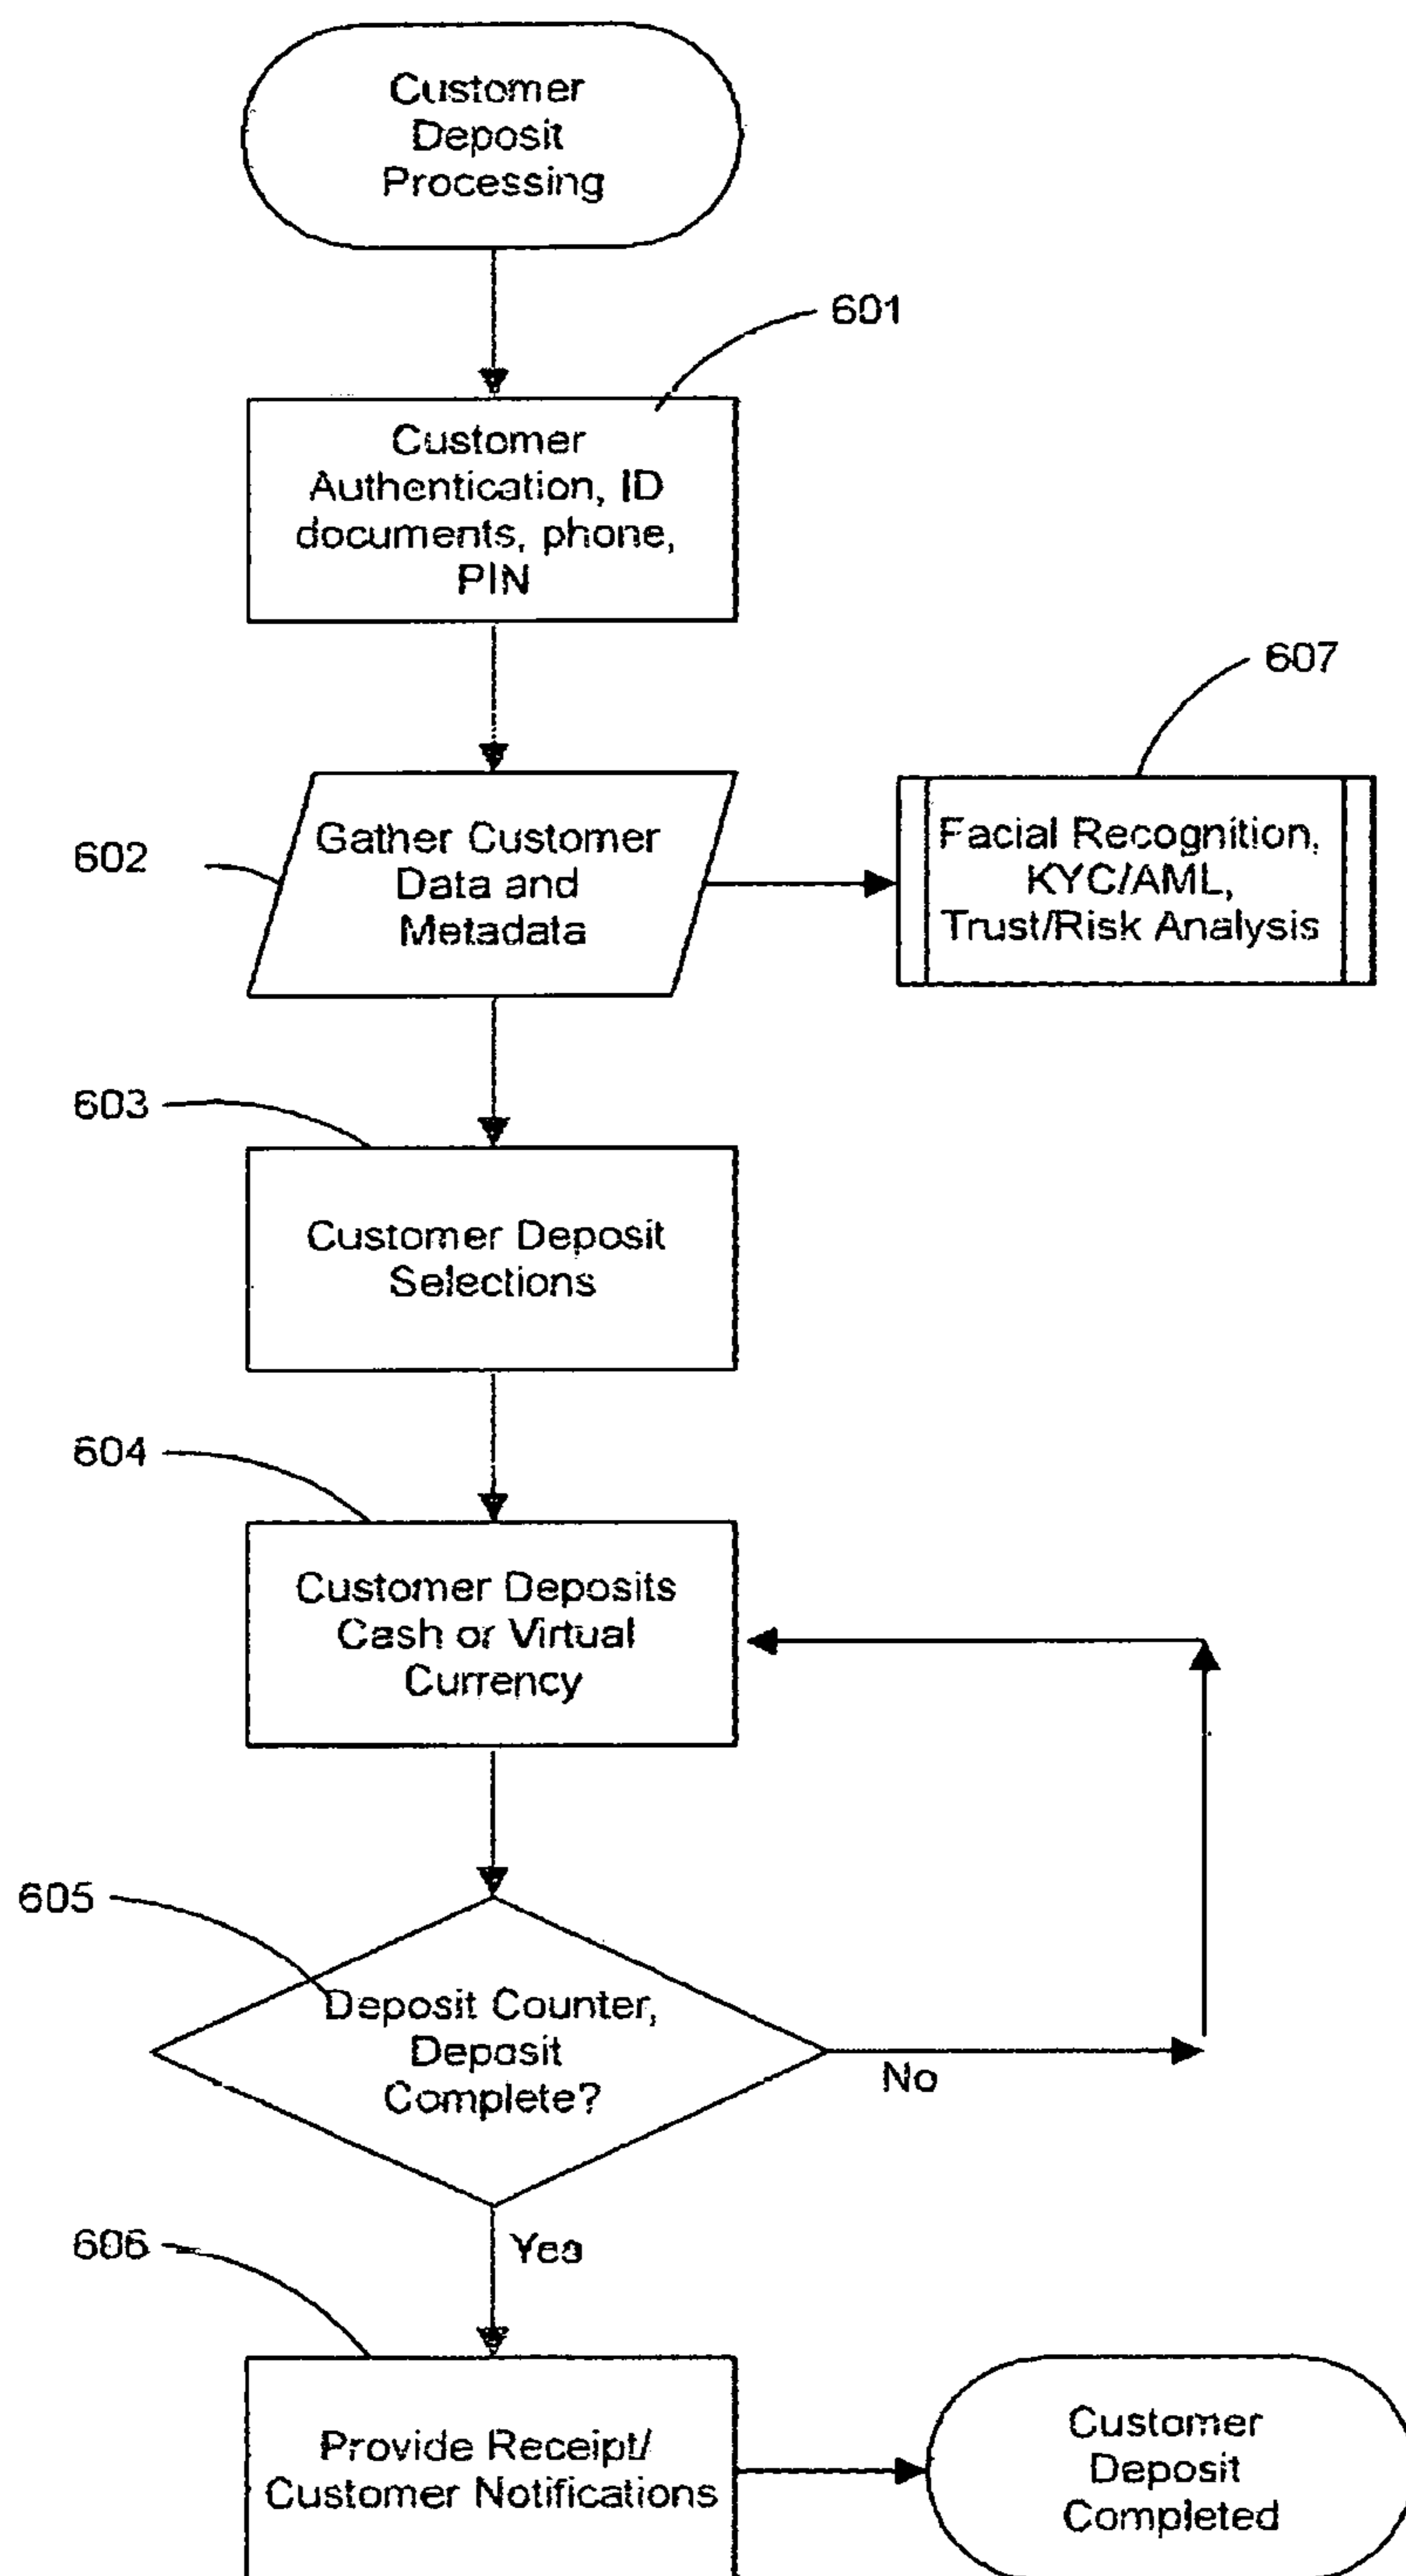 Customer
Deposit
Processing
601
Customer
Authentication, ID
documents, phone,
PIN
607
602
Gather Customer
Data and
Metadata
Facial Recognition,
KYC/AML,
Trust/Risk Analysis
603
Customer Deposit
Selections
604
Customer Deposits
Cash or Virtual
Currency
605
Deposit Counter,
Deposit
Complete?
No
606
Yes
Provide Receipt/
Customer Notifications
Customer
Deposit
Completed